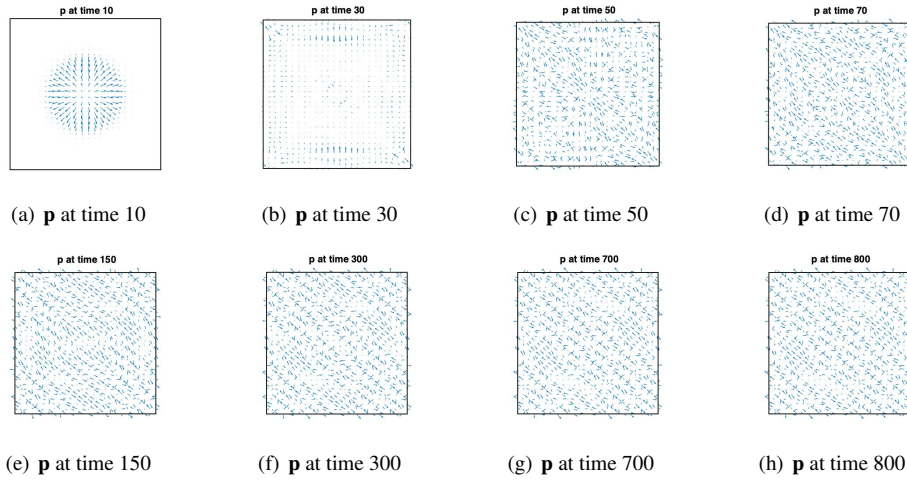 p at time 10
p at time 30
p at time 50
p at time 70
(a) p at time 10
(b) p at time 30
(c) p at time 50
(d) p at time 70
p at time 150
p at time 300
p at time 700
p at time 800
(e) p at time 150
(f) p at time 300
(g) p at time 700
(h) p at time 800